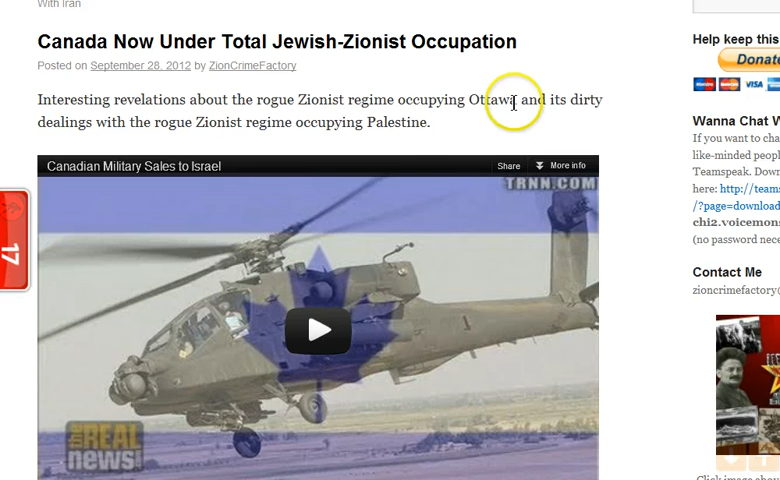 With Iran
Canada Now Under Total Jewish-Zionist Occupation
Posted on September 28, 2012 by ZionCrimeFactory
Interesting revelations about the rogue Zionist regime occupying Ottawa and its dirty
dealings with the rogue Zionist regime occupying Palestine.
Canadian Military Sales to Israel
Share
More info
TRNN.COM
THE REAL
news
17
Help keep this
Donate
VISA
Wanna Chat W
If you want to cha
like-minded peopl
Teamspeak. Down
here: http://teams
/?page=download
chi2.voicemons
(no password nece
Contact Me
zioncrimefactory@
Click image abov